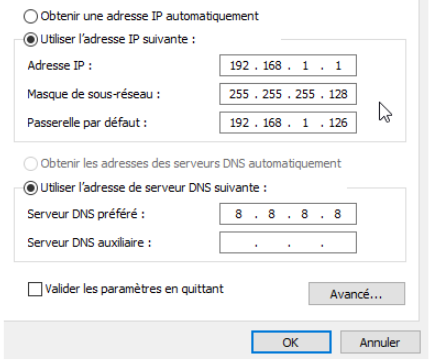 Obtenir une adresse IP automatiquement
Utiliser l'adresse IP suivante :
Adresse IP : 192 . 168 . 1 . 1
Masque de sous-réseau : 255 . 255 . 255 . 128
Passerelle par défaut : 192 . 168 . 1 . 126
Obtenir les adresses des serveurs DNS automatiquement
Utiliser l'adresse de serveur DNS suivante :
Serveur DNS préféré : 8 . 8 . 8 . 8
Serveur DNS auxiliaire : . . .
Valider les paramètres en quittant
Avancé...
OK Annuler